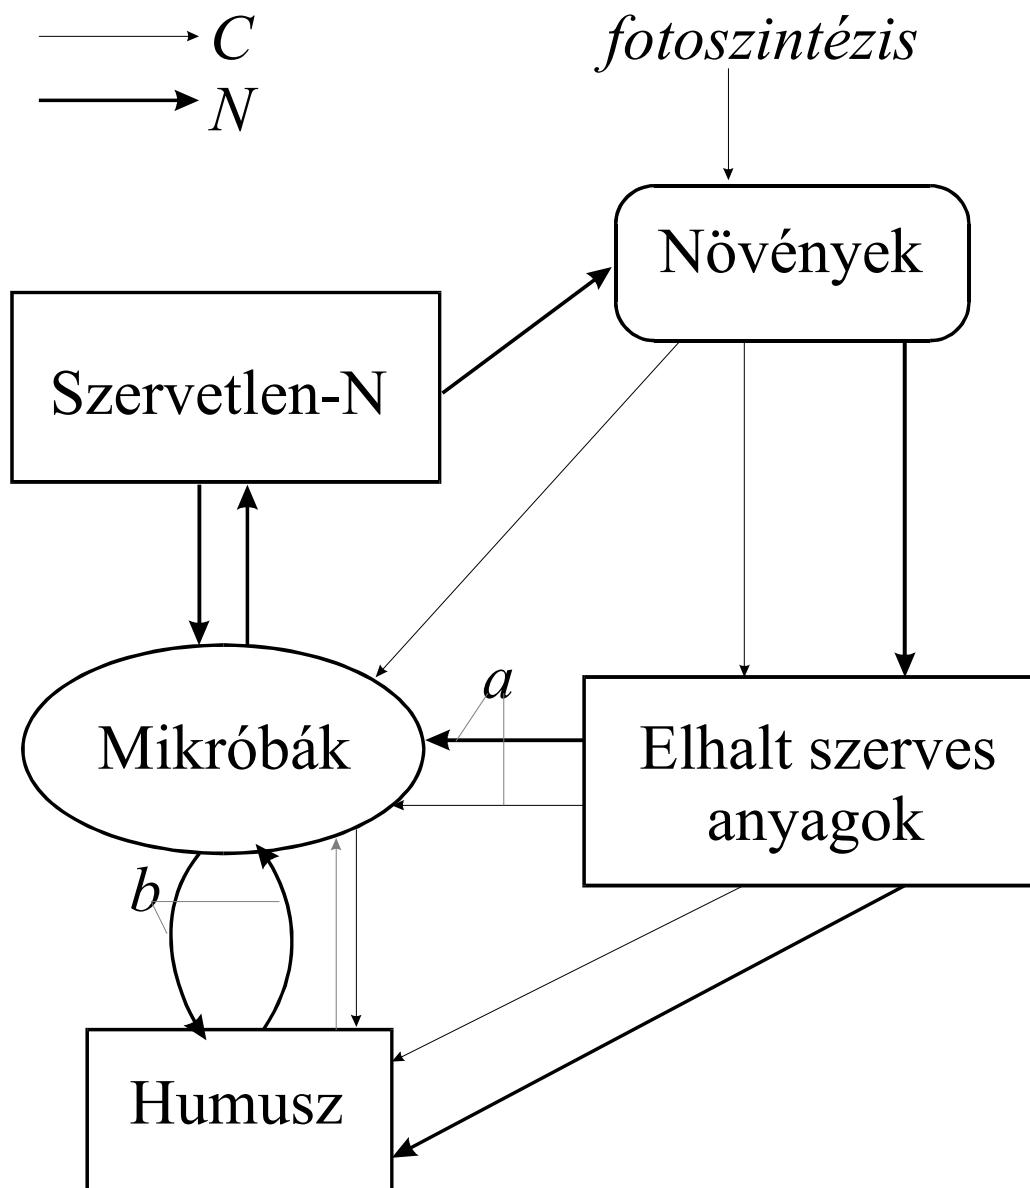 C
N
fotoszintézis
Növények
Szervetlen-N
a
Mikróbák
Elhalt szerves
anyagok
b
Humusz